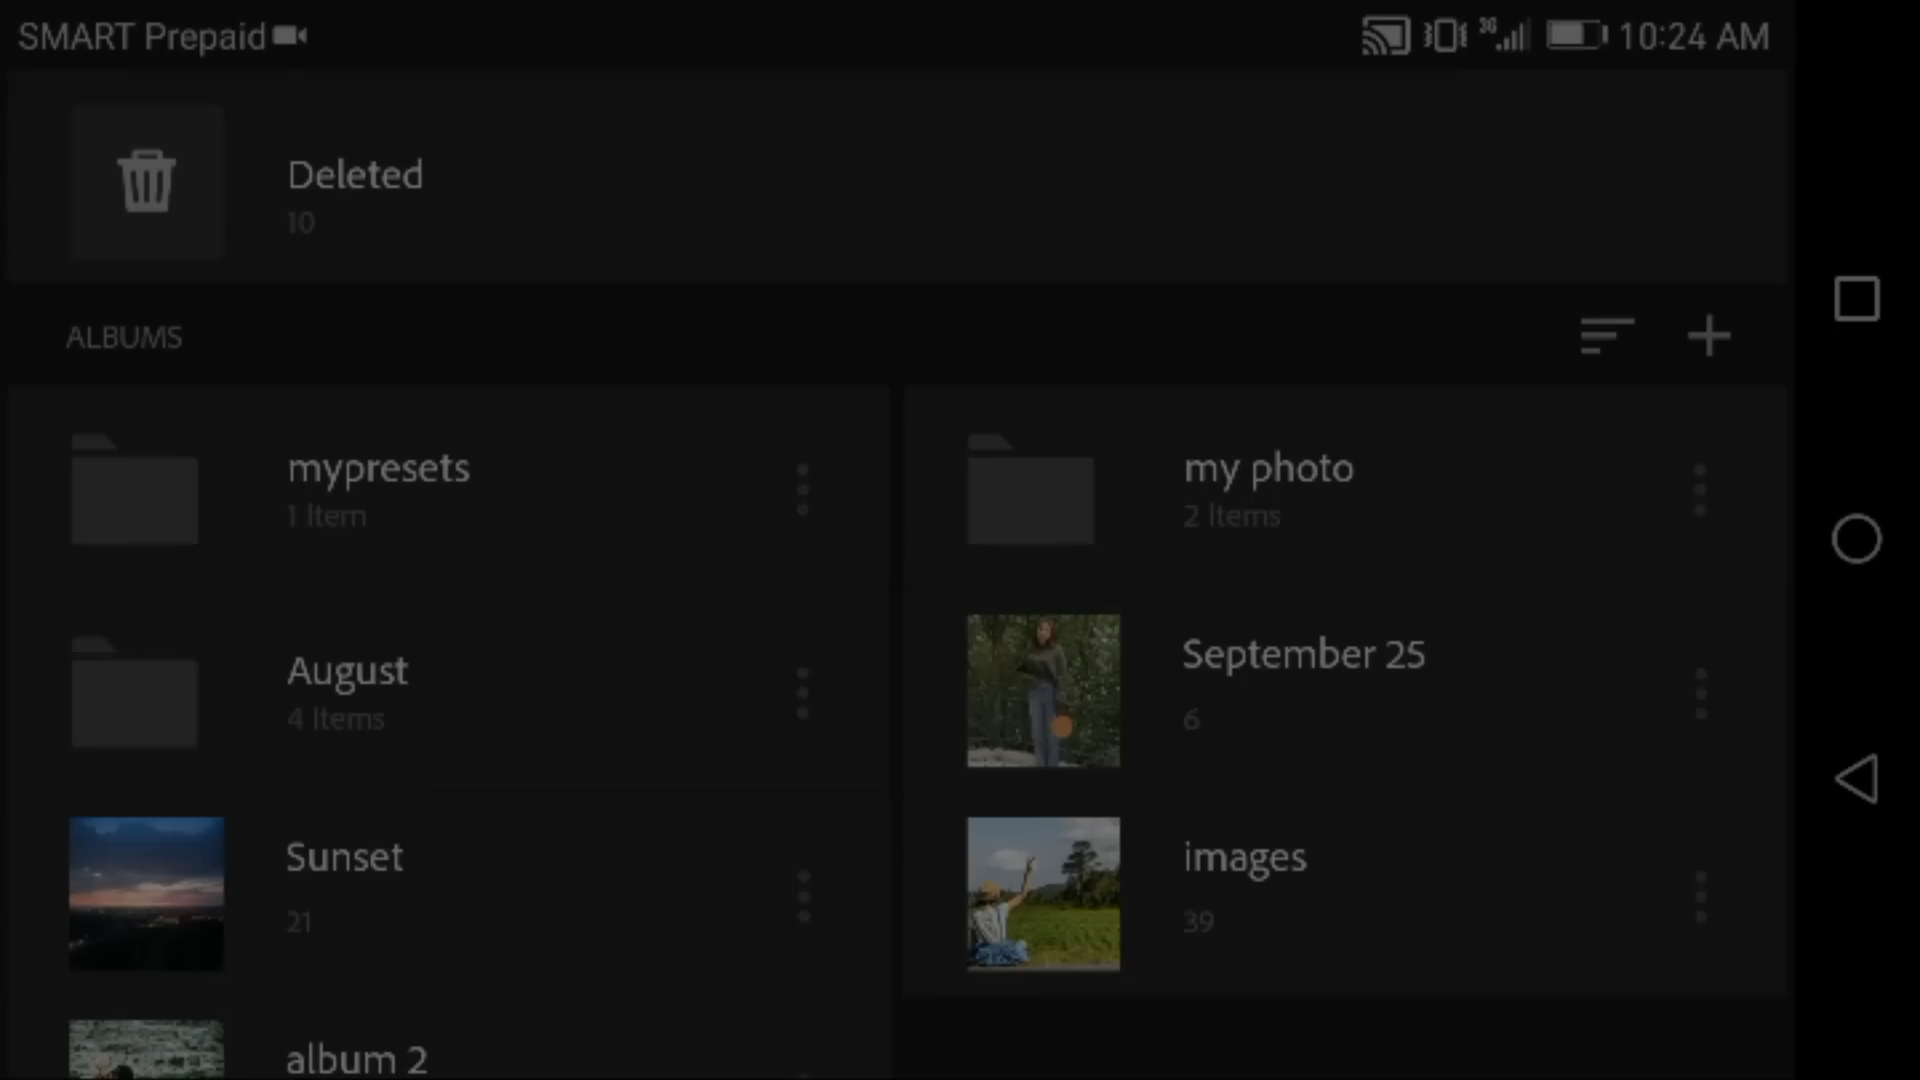 SMART Prepaid
3G
10:24 AM
Deleted
10
ALBUMS
mypresets
1 Item
my photo
2 Items
August
4 Items
September 25
6
Sunset
21
images
39
album 2